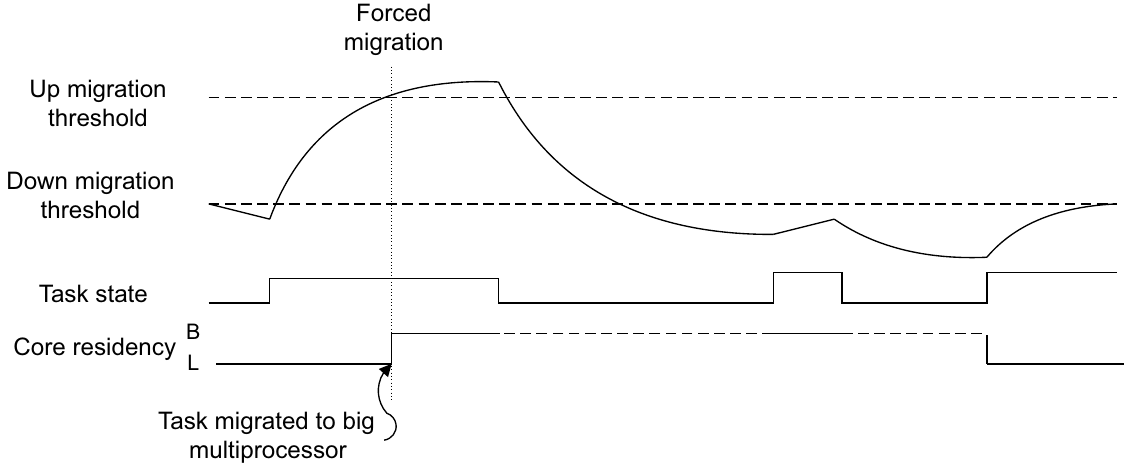 Forced
migration
Up migration
threshold
Down migration
threshold
Task state
B
Core residency
L
Task migrated to big
multiprocessor